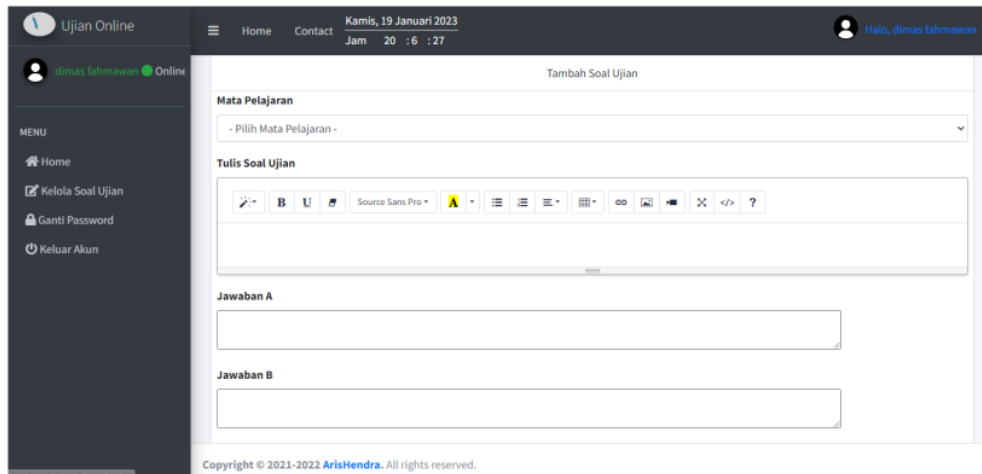 Ujian Online
dimas fahmawan Online
MENU
Home
Kelola Soal Ujian
Ganti Password
Keluar Akun
Home Contact
Kamis, 19 Januari 2023
Jam 20 :6 :27
Halo, dimas fahmawan
Tambah Soal Ujian
Mata Pelajaran
- Pilih Mata Pelajaran -
Tulis Soal Ujian
B U Source Sans Pro A </> ?
Jawaban A
Jawaban B
Copyright © 2021-2022 ArisHendra. All rights reserved.